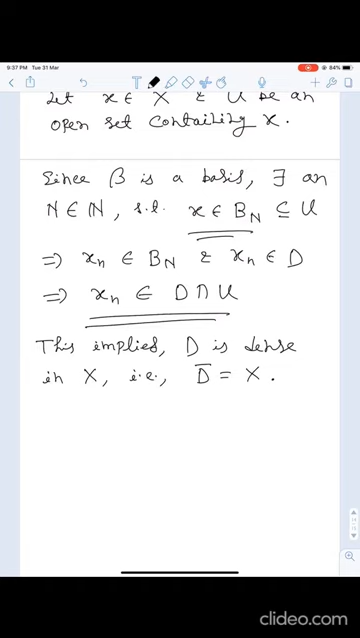 9:37 PM Tue 31 Mar 84%
Let x ∈ X & U be an
open set containing x.
Since β is a basis, ∃ an
N ∈ ℕ, s.t. x ∈ B_N ⊆ U
⇒ x_n ∈ B_N & x_n ∈ D
⇒ x_n ∈ D ∩ U
This implies, D is dense
in X, i.e., D̅ = X.
clideo.com